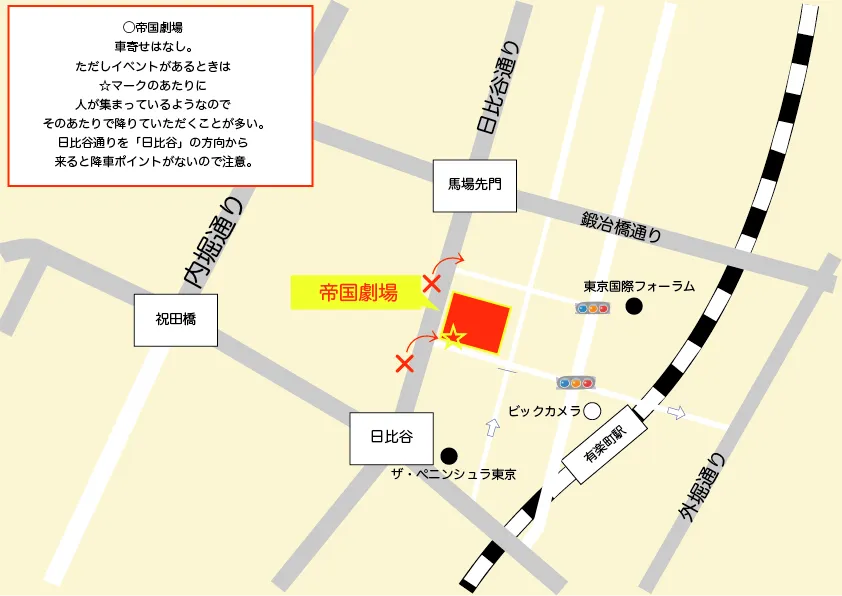 ◯帝国劇場
車寄せはなし。
ただしイベントがあるときは
☆マークのあたりに
人が集まっているようなので
そのあたりで降りていただくことが多い。
日比谷通りを「日比谷」の方向から
来ると降車ポイントがないので注意。
日比谷通り
馬場先門
内堀通り
鍛冶橋通り
帝国劇場
東京国際フォーラム
祝田橋
ビックカメラ
日比谷
有楽町駅
ザ・ペニンシュラ東京
外堀通り